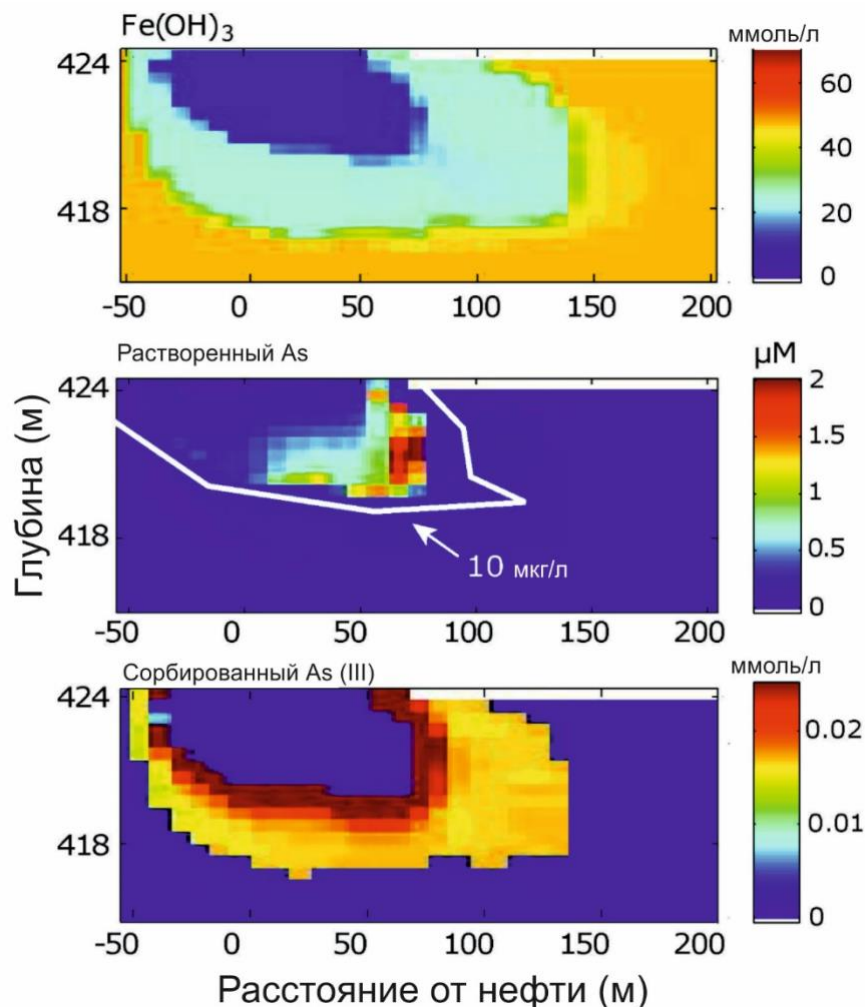 Fe(OH)3
ммоль/л
424
418
60
40
20
0
-50 0 50 100 150 200
Растворенный As
µM
424
418
2
1.5
1
0.5
0
10 мкг/л
-50 0 50 100 150 200
Глубина (м)
Сорбированный As (III)
ммоль/л
424
418
0.02
0.01
0
-50 0 50 100 150 200
Расстояние от нефти (м)